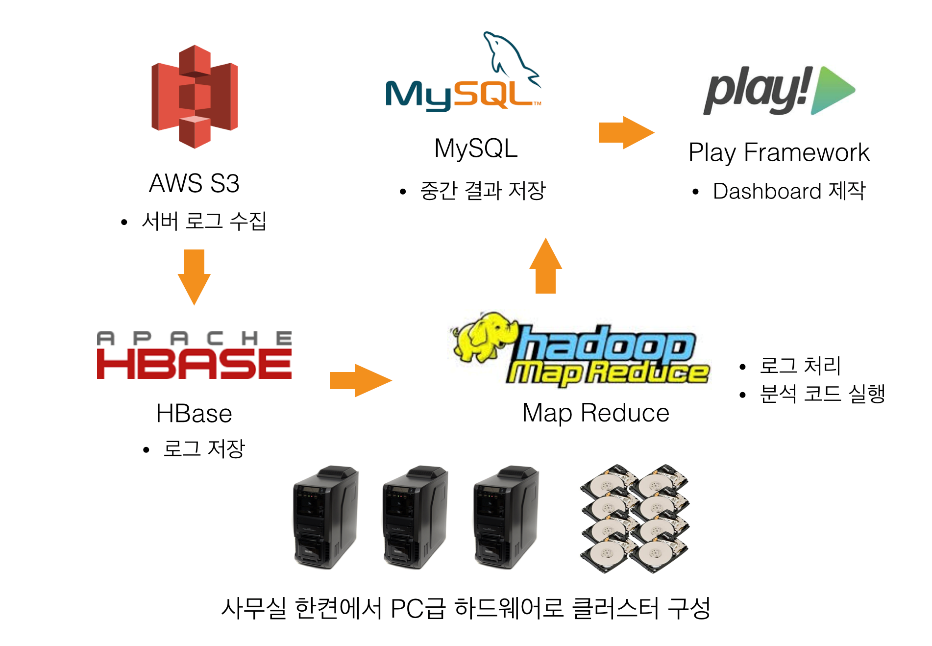 AWS S3
• 서버 로그 수집
MySQL™
MySQL
• 중간 결과 저장
play!
Play Framework
• Dashboard 제작
APACHE
HBASE
HBase
• 로그 저장
hadoop
Map Reduce
Map Reduce
• 로그 처리
• 분석 코드 실행
사무실 한켠에서 PC급 하드웨어로 클러스터 구성